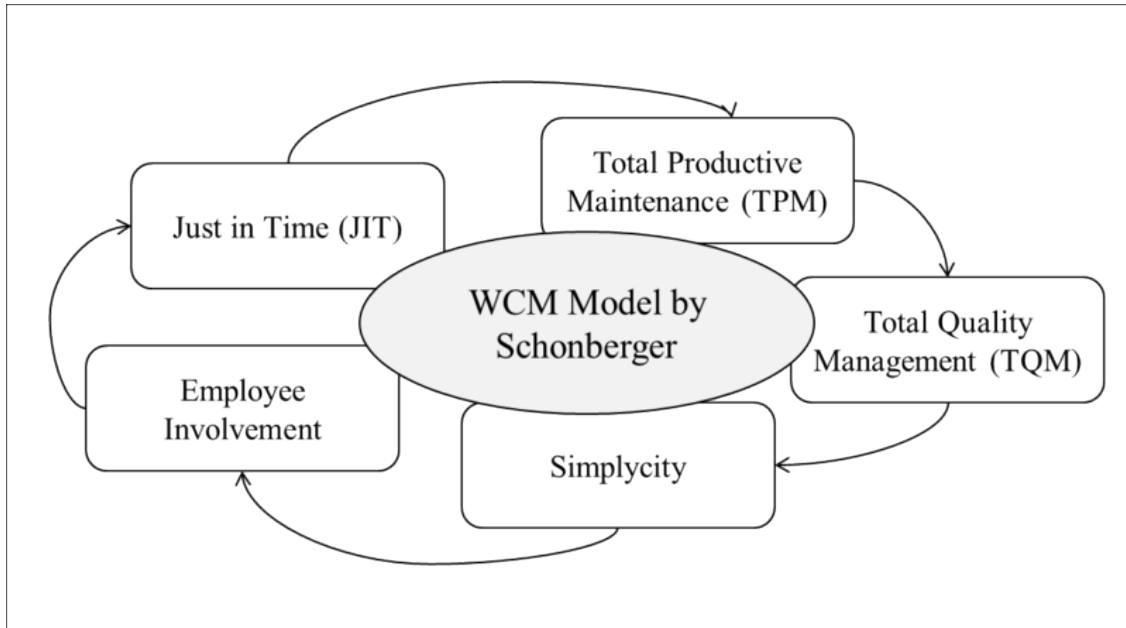 Total Productive
Maintenance (TPM)
Just in Time (JIT)
WCM Model by
Schonberger
Total Quality
Management (TQM)
Employee
Involvement
Simplycity